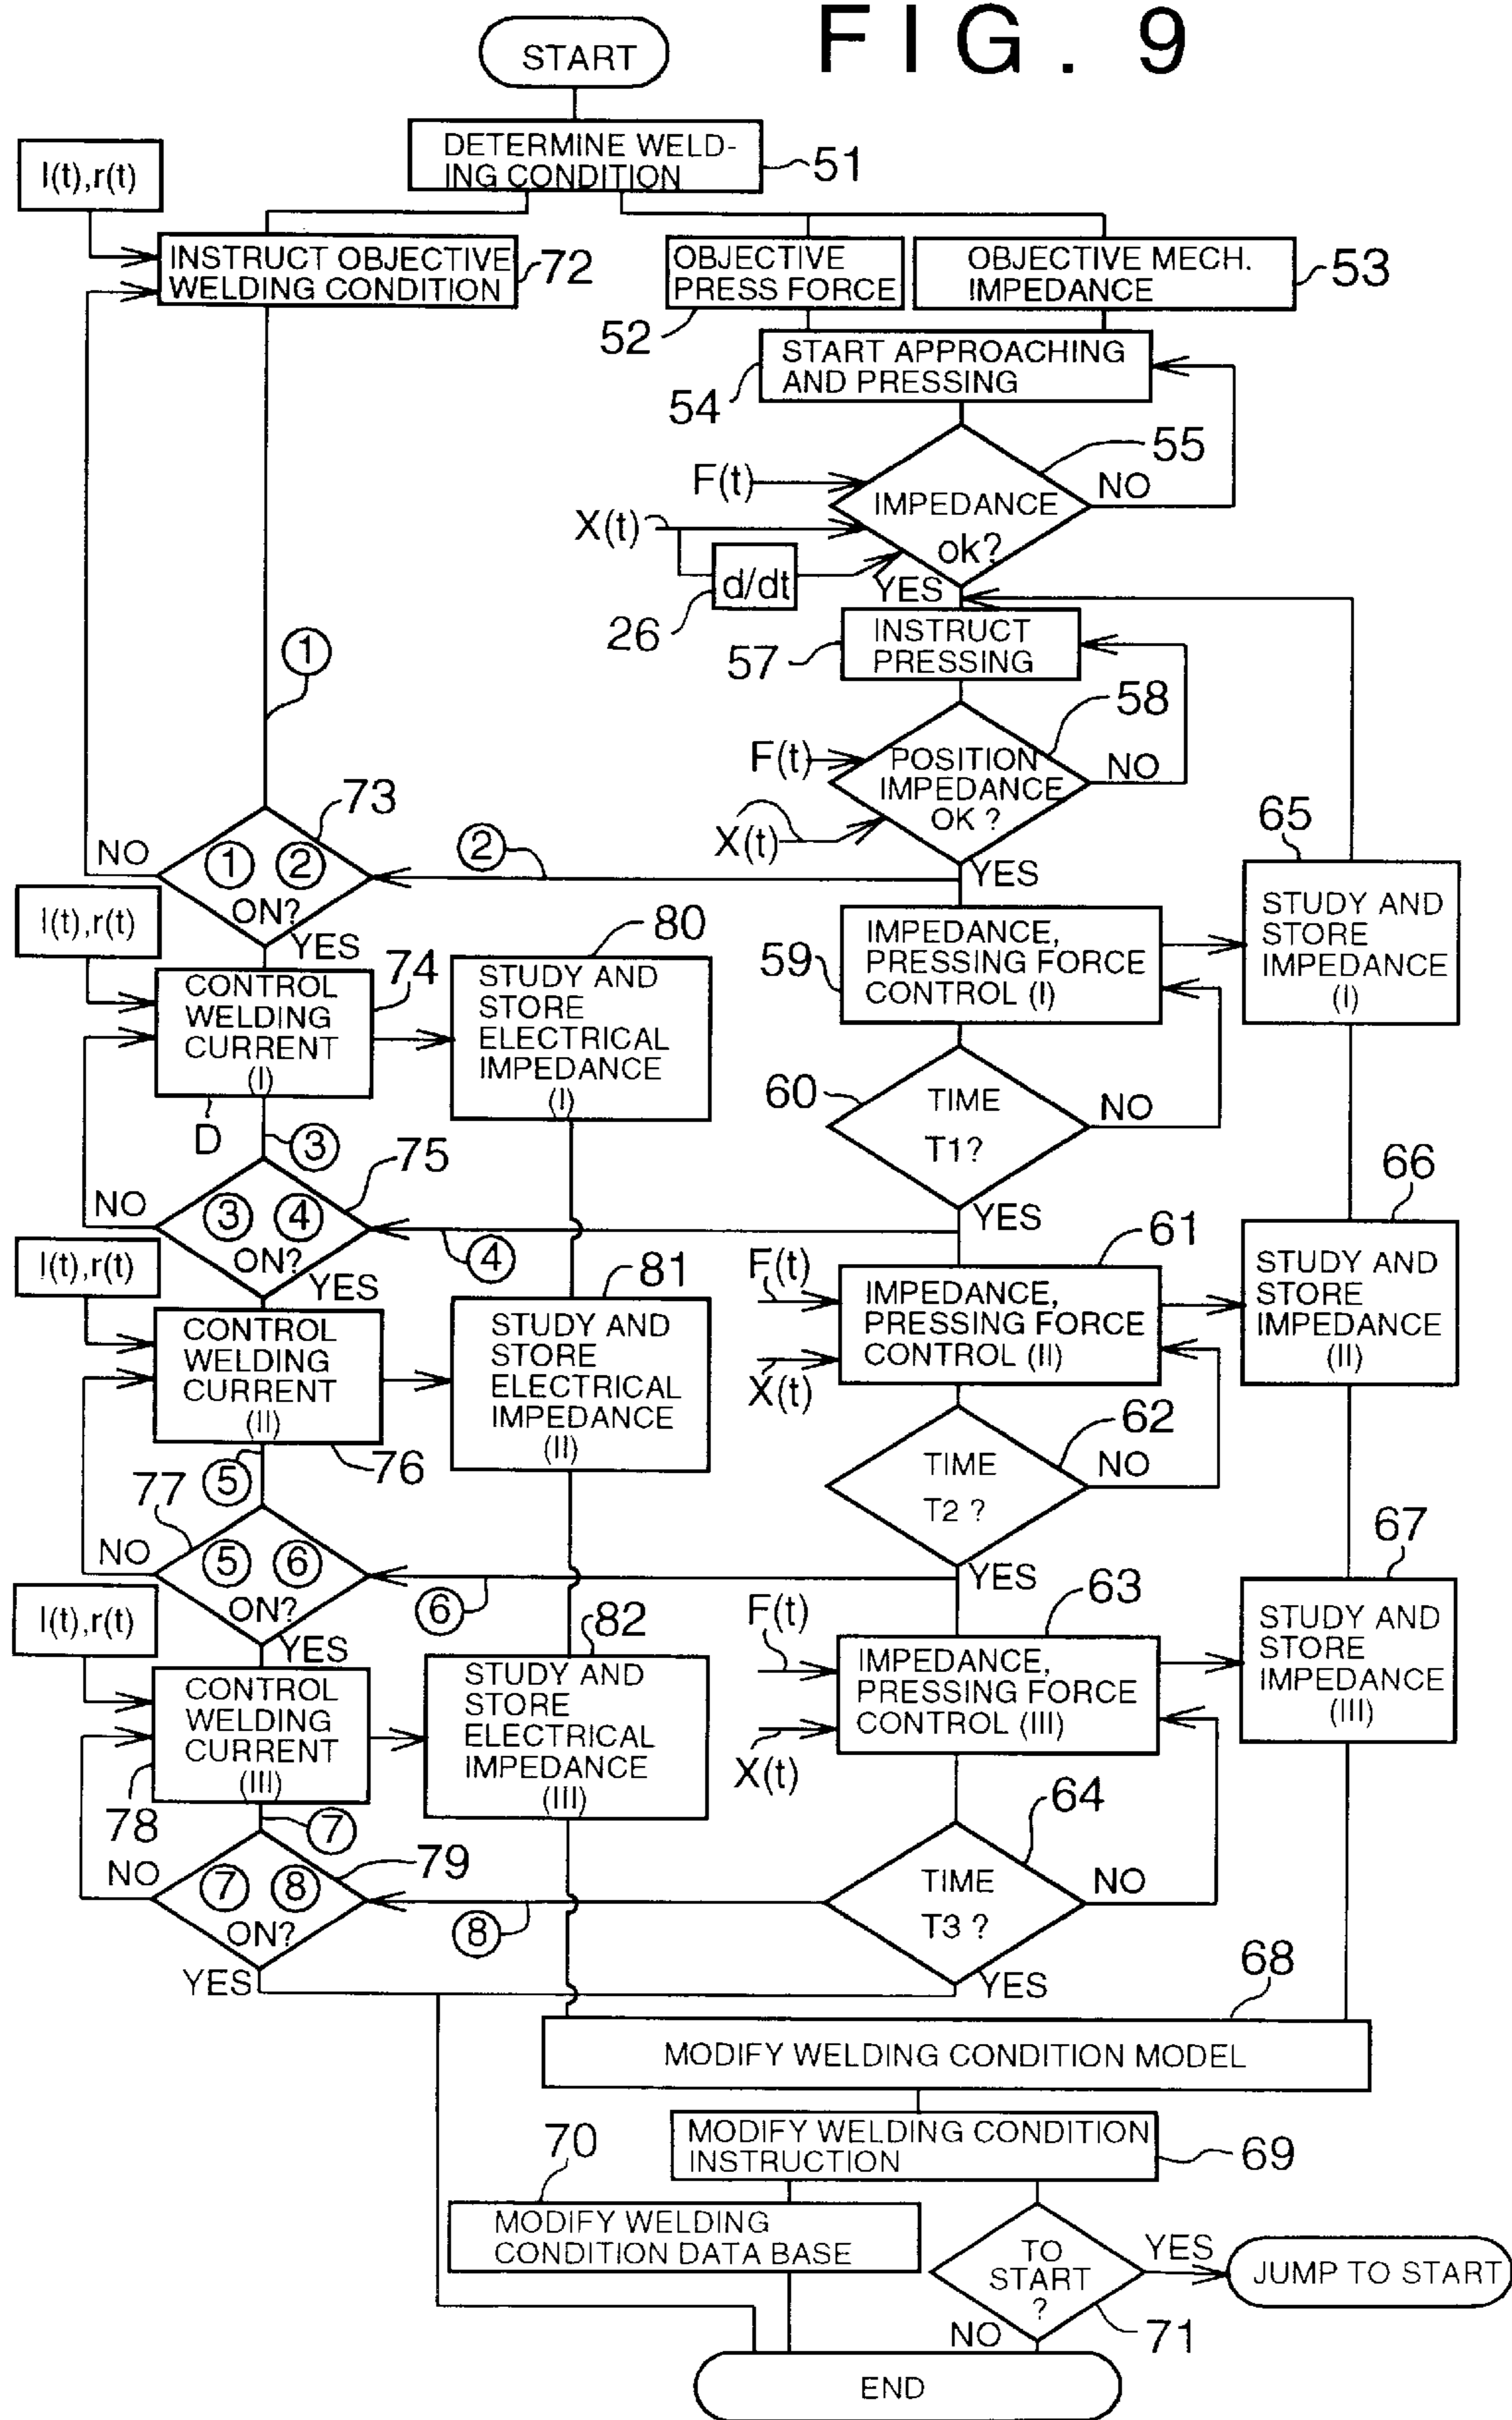 FIG. 9
START
DETERMINE WELD-
ING CONDITION
51
I(t),r(t)
INSTRUCT OBJECTIVE
WELDING CONDITION
72
OBJECTIVE
PRESS FORCE
52
OBJECTIVE MECH.
IMPEDANCE
53
START APPROACHING
AND PRESSING
54
55
F(t)
NO
IMPEDANCE
ok?
X(t)
d/dt
YES
26
INSTRUCT
PRESSING
57
①
58
F(t)
POSITION
IMPEDANCE
OK ?
NO
X(t)
73
65
NO
① ②
ON?
②
YES
I(t),r(t)
YES
80
STUDY AND
STORE
ELECTRICAL
IMPEDANCE
(I)
IMPEDANCE,
PRESSING FORCE
CONTROL (I)
59
STUDY AND
STORE
IMPEDANCE
(I)
CONTROL
WELDING
CURRENT
(I)
74
D
③
60
TIME
T1?
NO
75
66
NO
③ ④
ON?
④
YES
I(t),r(t)
YES
81
F(t)
61
IMPEDANCE,
PRESSING FORCE
CONTROL (II)
X(t)
STUDY AND
STORE
IMPEDANCE
(II)
CONTROL
WELDING
CURRENT
(II)
STUDY AND
STORE
ELECTRICAL
IMPEDANCE
(II)
76
⑤
62
TIME
T2 ?
NO
77
67
NO
⑤ ⑥
ON?
⑥
YES
I(t),r(t)
YES
82
F(t)
63
IMPEDANCE,
PRESSING FORCE
CONTROL (III)
X(t)
STUDY AND
STORE
IMPEDANCE
(III)
CONTROL
WELDING
CURRENT
(III)
STUDY AND
STORE
ELECTRICAL
IMPEDANCE
(III)
78
⑦
64
79
NO
⑦ ⑧
ON?
⑧
TIME
T3 ?
NO
YES
YES
68
MODIFY WELDING CONDITION MODEL
MODIFY WELDING CONDITION
INSTRUCTION
69
70
MODIFY WELDING
CONDITION DATA BASE
TO
START
?
YES
JUMP TO START
NO
71
END